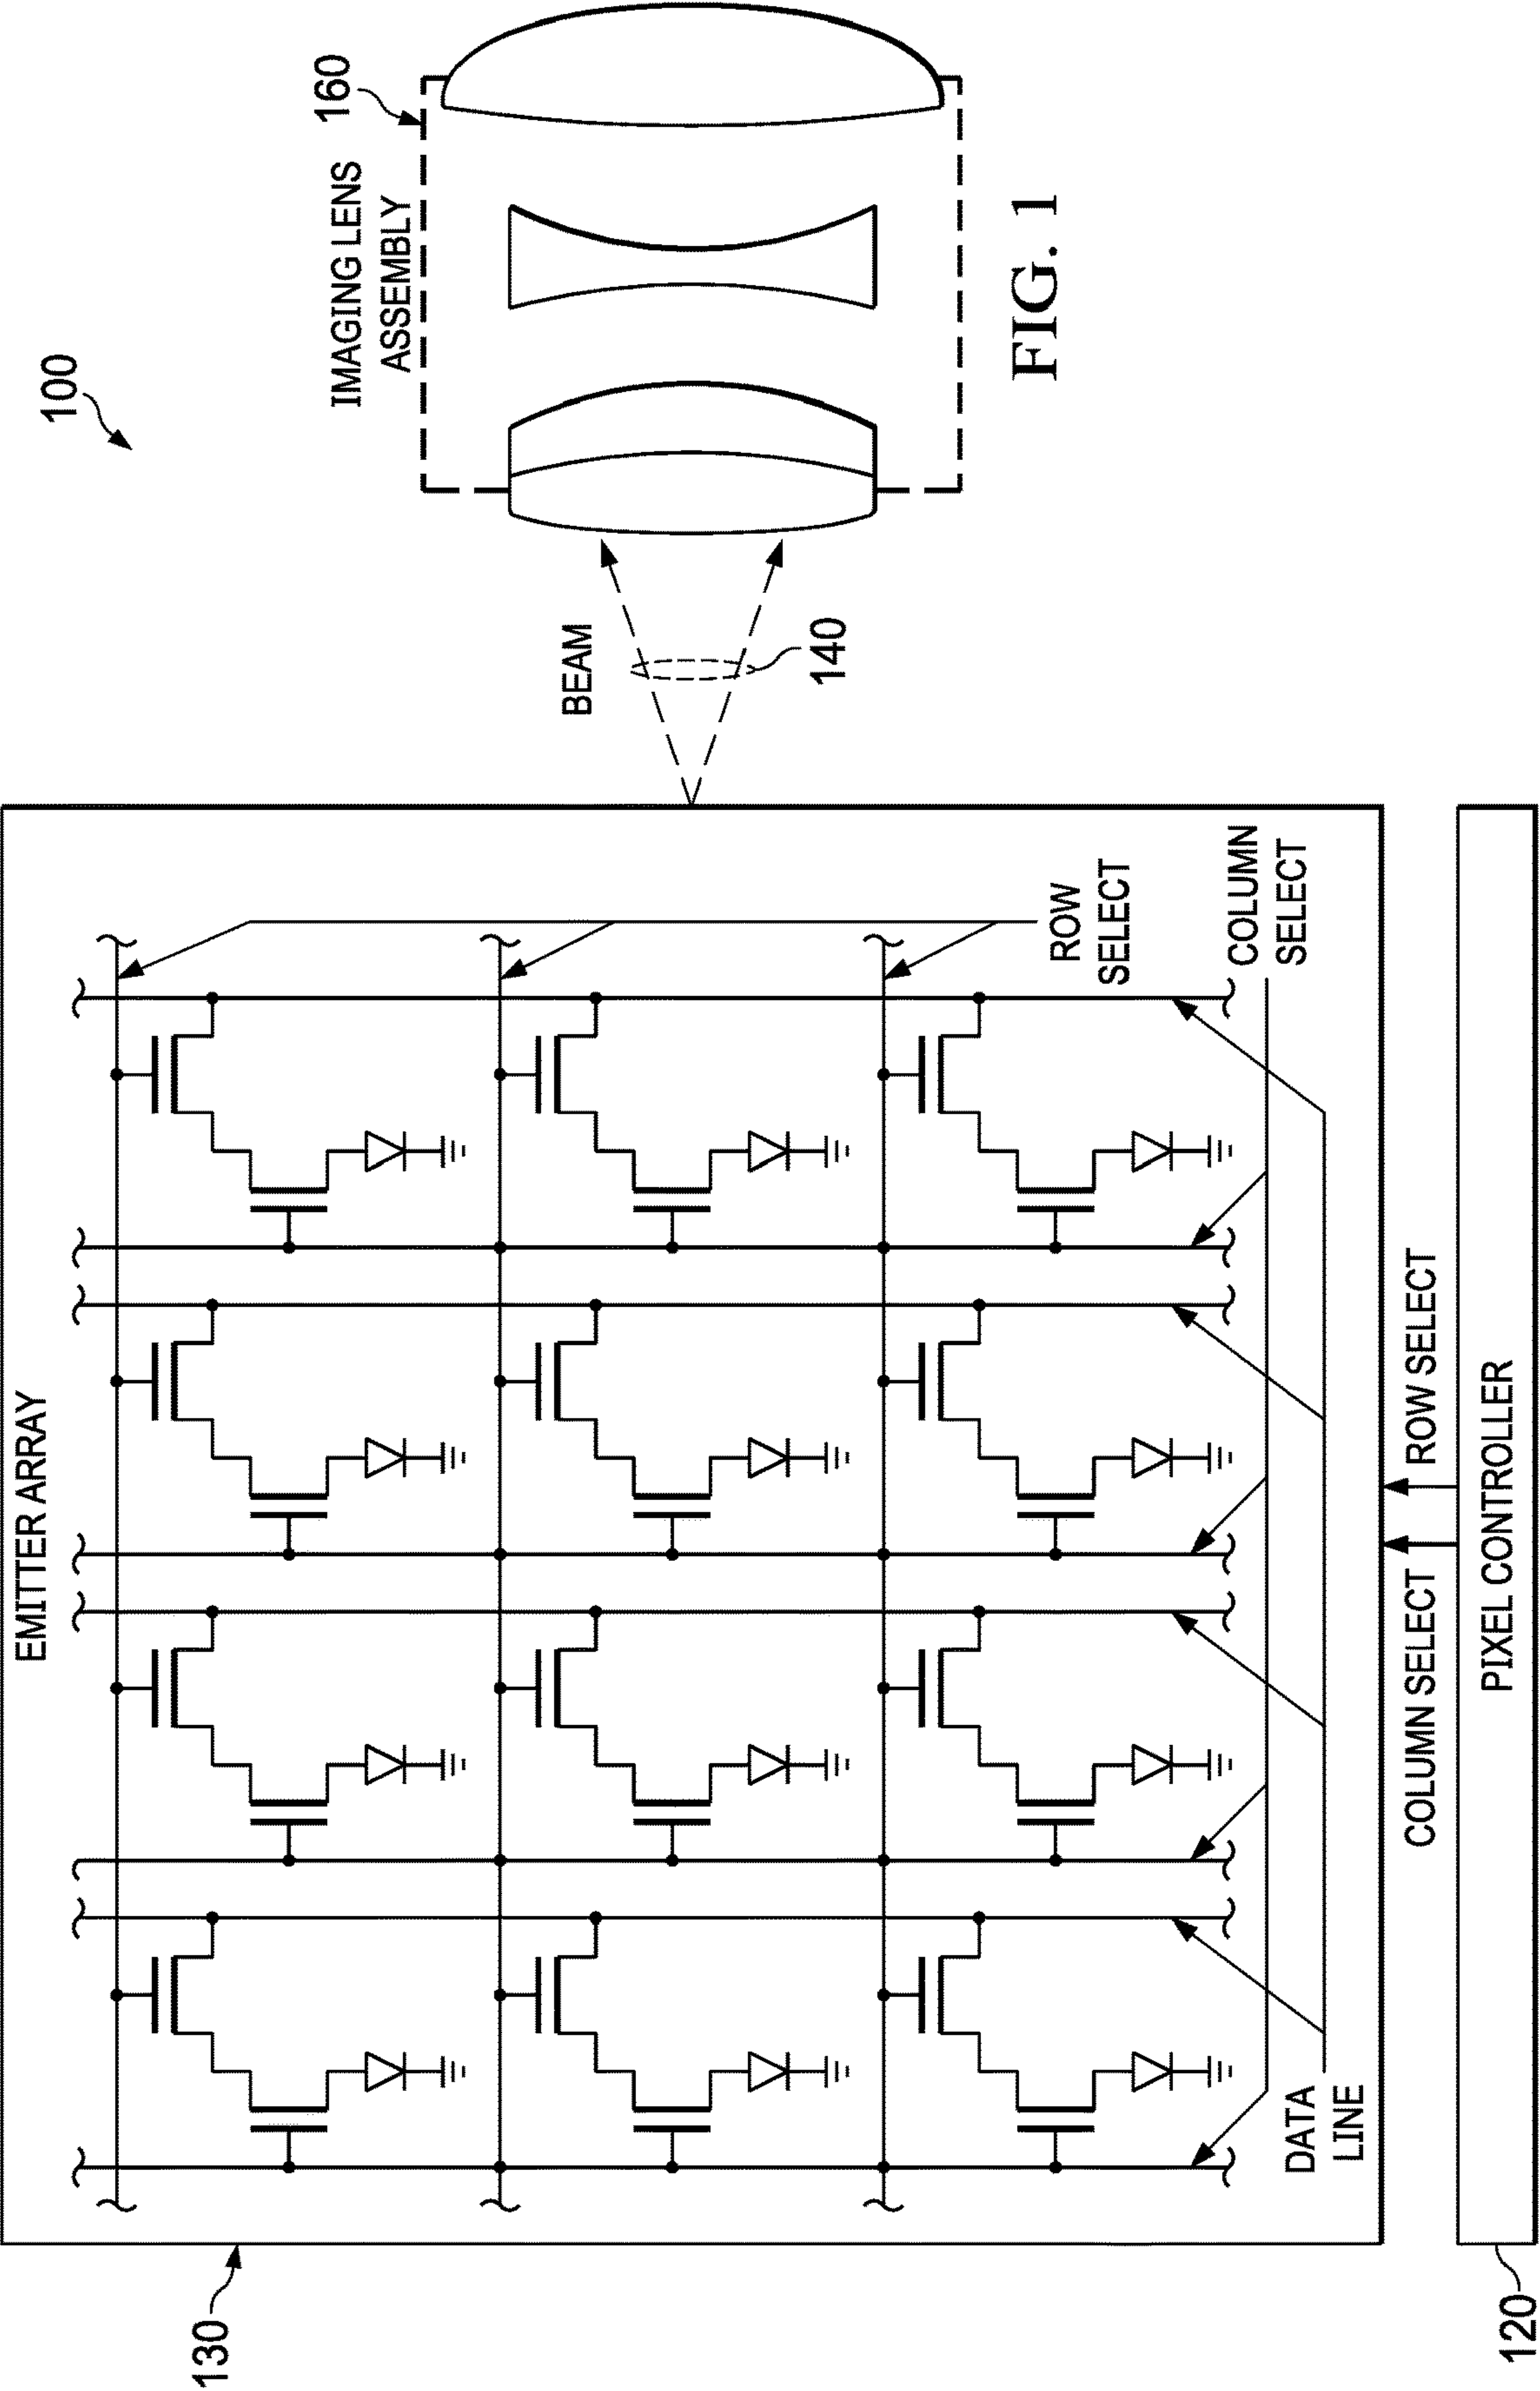 100
160
IMAGING LENS
ASSEMBLY
130
EMITTER ARRAY
BEAM
140
ROW
SELECT
COLUMN
SELECT
DATA
LINE
COLUMN SELECT
ROW SELECT
120
PIXEL CONTROLLER
FIG. 1